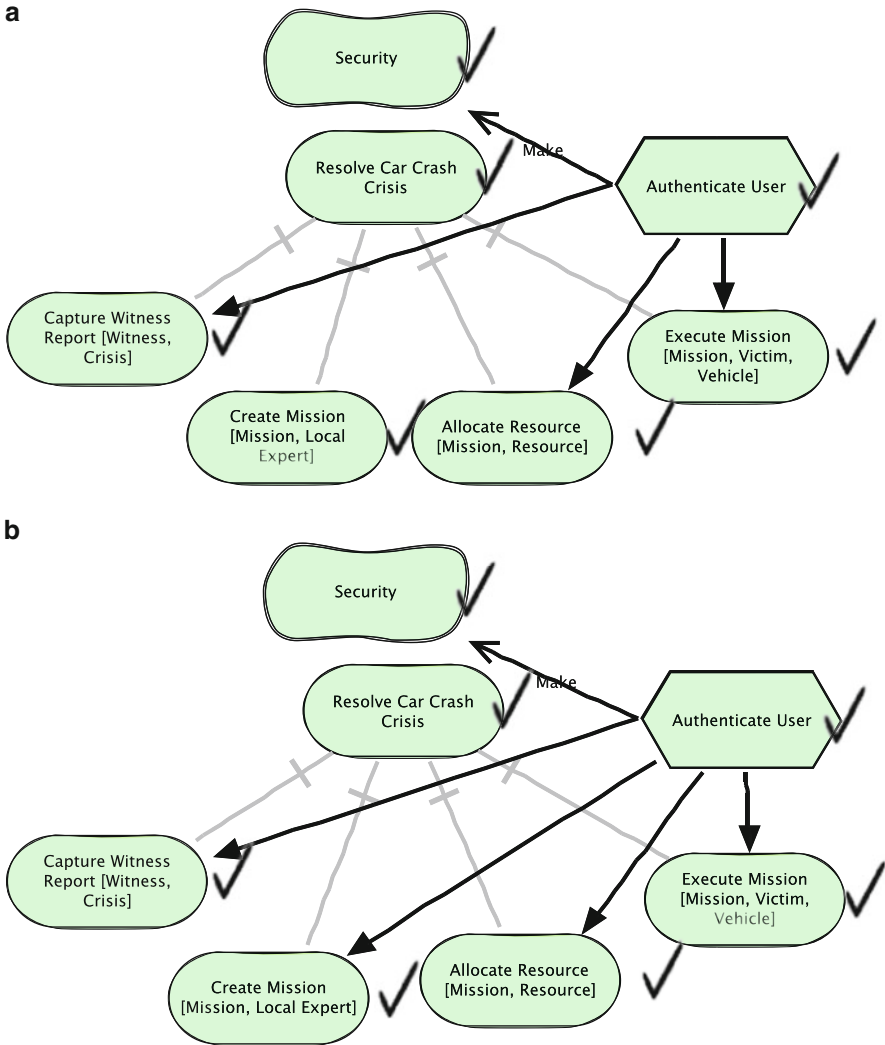 a
Security
Make
Resolve Car Crash
Crisis
Authenticate User
Capture Witness
Report [Witness,
Crisis]
Execute Mission
[Mission, Victim,
Vehicle]
Create Mission
[Mission, Local
Expert]
Allocate Resource
[Mission, Resource]
b
Security
Make
Resolve Car Crash
Crisis
Authenticate User
Capture Witness
Report [Witness,
Crisis]
Execute Mission
[Mission, Victim,
Vehicle]
Create Mission
[Mission, Local Expert]
Allocate Resource
[Mission, Resource]